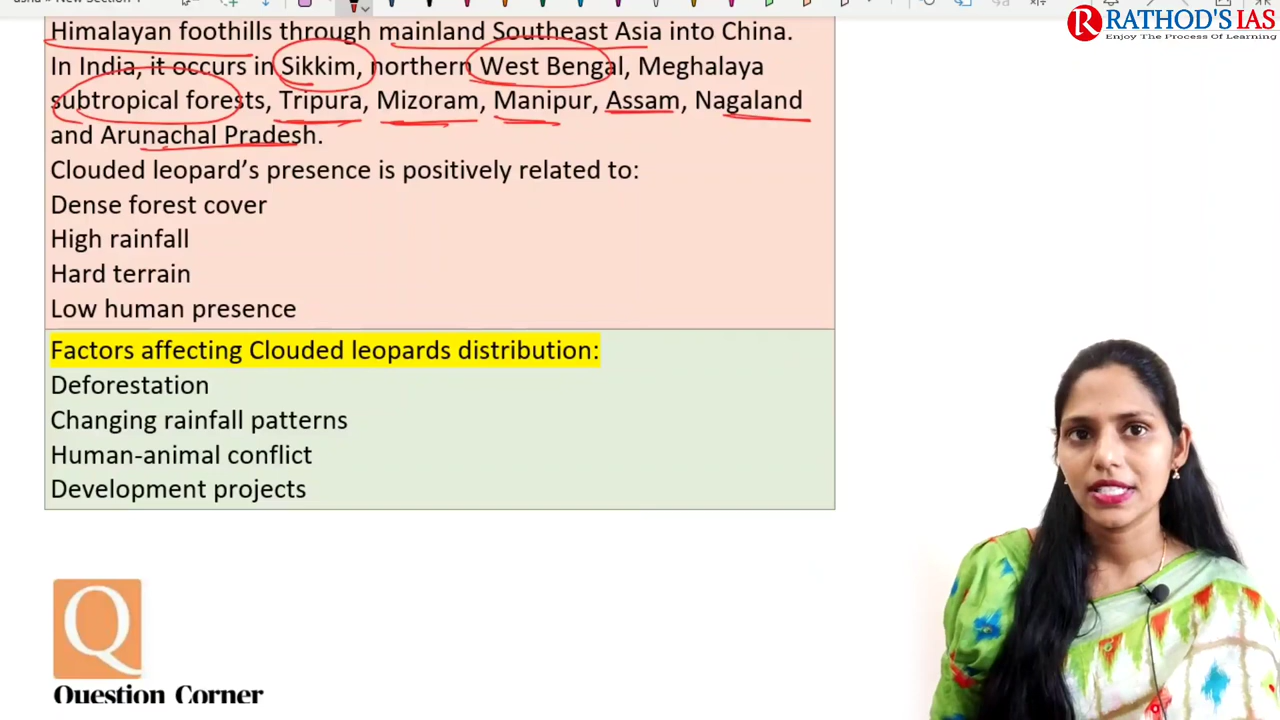 RATHOD'S IAS
Enjoy The Process Of Learning
Himalayan foothills through mainland Southeast Asia into China.
In India, it occurs in Sikkim, northern West Bengal, Meghalaya
subtropical forests, Tripura, Mizoram, Manipur, Assam, Nagaland
and Arunachal Pradesh.
Clouded leopard's presence is positively related to:
Dense forest cover
High rainfall
Hard terrain
Low human presence
Factors affecting Clouded leopards distribution:
Deforestation
Changing rainfall patterns
Human-animal conflict
Development projects
Q
Question Corner